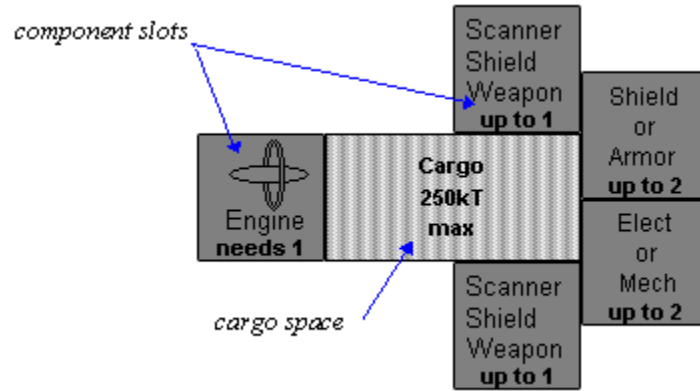 component slots
Scanner
Shield
Weapon
up to 1
Shield
or
Armor
up to 2
Engine
needs 1
Cargo
250kT
max
Elect
or
Mech
up to 2
cargo space
Scanner
Shield
Weapon
up to 1